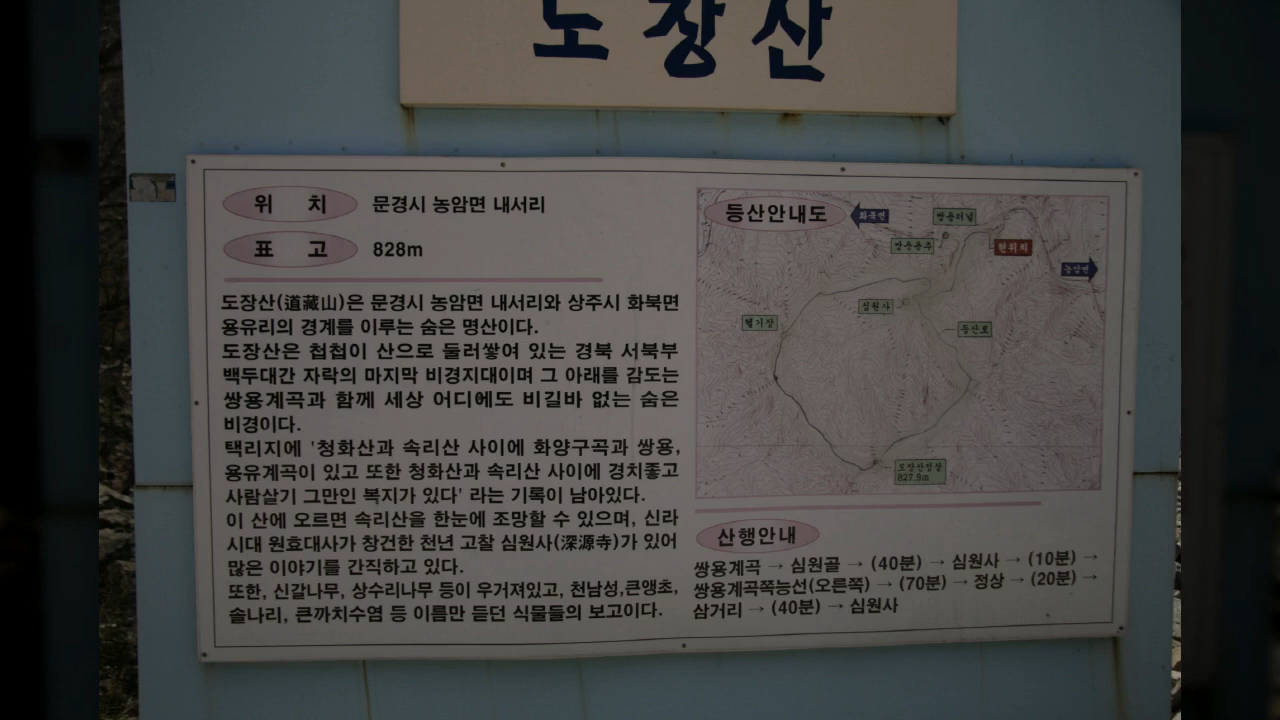 도장산
위 치 문경시 농암면 내서리
표 고 828m
도장산(道藏山)은 문경시 농암면 내서리와 상주시 화북면
용유리의 경계를 이루는 숨은 명산이다.
도장산은 첩첩이 산으로 둘러쌓여 있는 경북 서북부
백두대간 자락의 마지막 비경지대이며 그 아래를 감도는
쌍용계곡과 함께 세상 어디에도 비길바 없는 숨은
비경이다.
택리지에 '청화산과 속리산 사이에 화양구곡과 쌍용,
용유계곡이 있고 또한 청화산과 속리산 사이에 경치좋고
사람살기 그만인 복지가 있다' 라는 기록이 남아있다.
이 산에 오르면 속리산을 한눈에 조망할 수 있으며, 신라
시대 원효대사가 창건한 천년 고찰 심원사(深源寺)가 있어
많은 이야기를 간직하고 있다.
또한, 신갈나무, 상수리나무 등이 우거져있고, 천남성,큰앵초,
솔나리, 큰까치수염 등 이름만 듣던 식물들의 보고이다.
등산안내도
화북면
쌍용터널
쌍용용추
현위치
농암면
심원사
헬기장
등산로
도장산정상
827.9m
산행안내
쌍용계곡 → 심원골 → (40분) → 심원사 → (10분) →
쌍용계곡쪽능선(오른쪽) → (70분) → 정상 → (20분) →
삼거리 → (40분) → 심원사